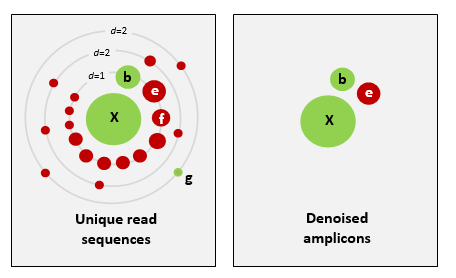 d=2
d=2
d=1
b
e
X
f
g
Unique read
sequences
b
e
X
Denoised
amplicons